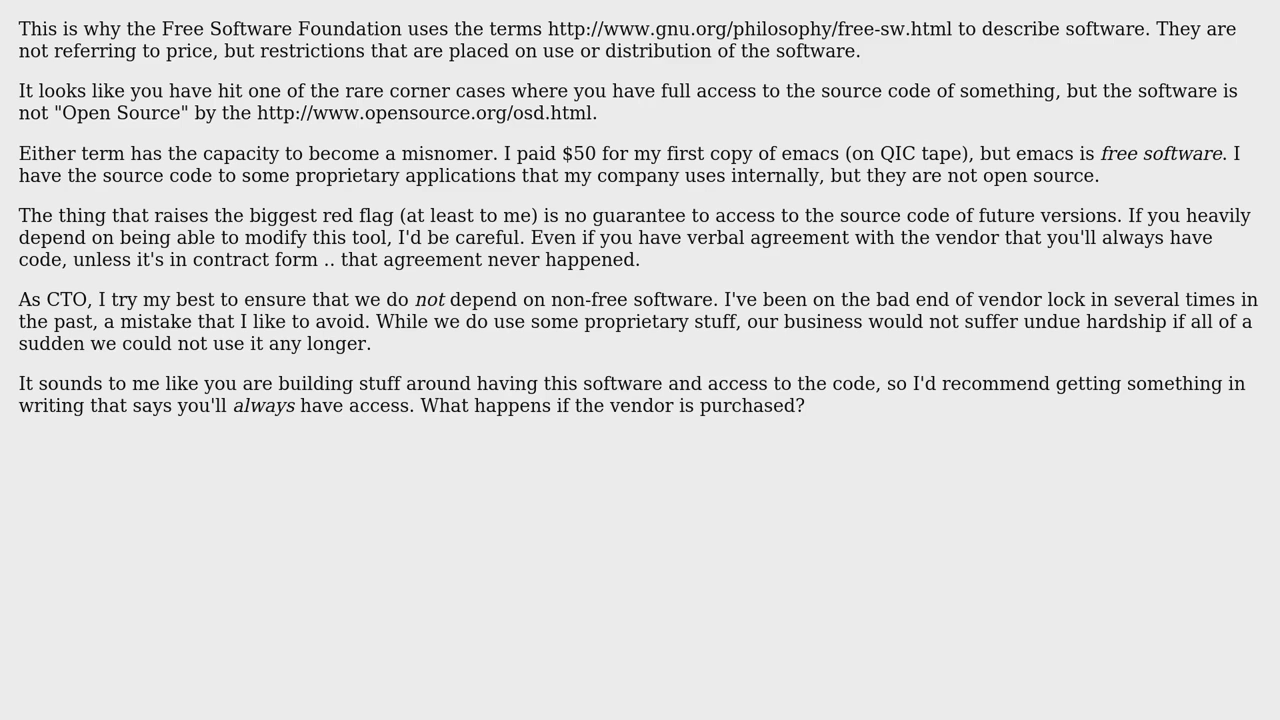 This is why the Free Software Foundation uses the terms http://www.gnu.org/philosophy/free-sw.html to describe software. They are
not referring to price, but restrictions that are placed on use or distribution of the software.
It looks like you have hit one of the rare corner cases where you have full access to the source code of something, but the software is
not "Open Source" by the http://www.opensource.org/osd.html.
Either term has the capacity to become a misnomer. I paid $50 for my first copy of emacs (on QIC tape), but emacs is free software. I
have the source code to some proprietary applications that my company uses internally, but they are not open source.
The thing that raises the biggest red flag (at least to me) is no guarantee to access to the source code of future versions. If you heavily
depend on being able to modify this tool, I'd be careful. Even if you have verbal agreement with the vendor that you'll always have
code, unless it's in contract form .. that agreement never happened.
As CTO, I try my best to ensure that we do not depend on non-free software. I've been on the bad end of vendor lock in several times in
the past, a mistake that I like to avoid. While we do use some proprietary stuff, our business would not suffer undue hardship if all of a
sudden we could not use it any longer.
It sounds to me like you are building stuff around having this software and access to the code, so I'd recommend getting something in
writing that says you'll always have access. What happens if the vendor is purchased?